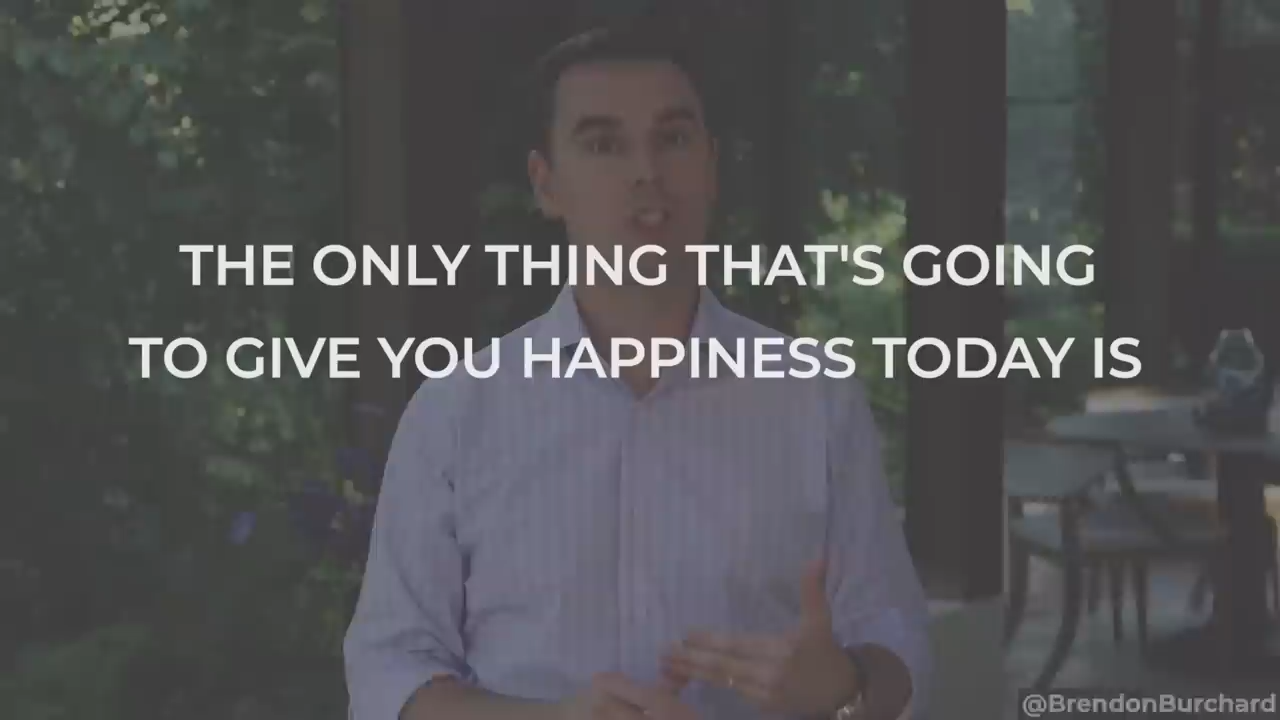 THE ONLY THING THAT'S GOING
TO GIVE YOU HAPPINESS TODAY IS
@BrendonBurchard